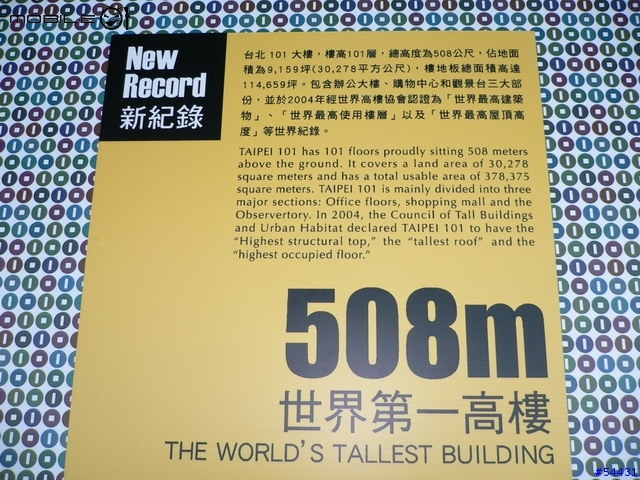 mobile01
New
Record
新紀錄
台北 101 大樓，樓高101層，總高度為508公尺，佔地面
積為9,159坪(30,278平方公尺)，樓地板總面積高達
114,659坪。包含辦公大樓、購物中心和觀景台三大部
份，並於2004年經世界高樓協會認證為「世界最高建築
物」、「世界最高使用樓層」以及「世界最高屋頂高
度」等世界紀錄。
TAIPEI 101 has 101 floors proudly sitting 508 meters
above the ground. It covers a land area of 30,278
square meters and has a total usable area of 378,375
square meters. TAIPEI 101 is mainly divided into three
major sections: Office floors, shopping mall and the
Observertory. In 2004, the Council of Tall Buildings
and Urban Habitat declared TAIPEI 101 to have the
“Highest structural top,” the “tallest roof” and the
“highest occupied floor.”
508m
世界第一高樓
THE WORLD'S TALLEST BUILDING
#54431